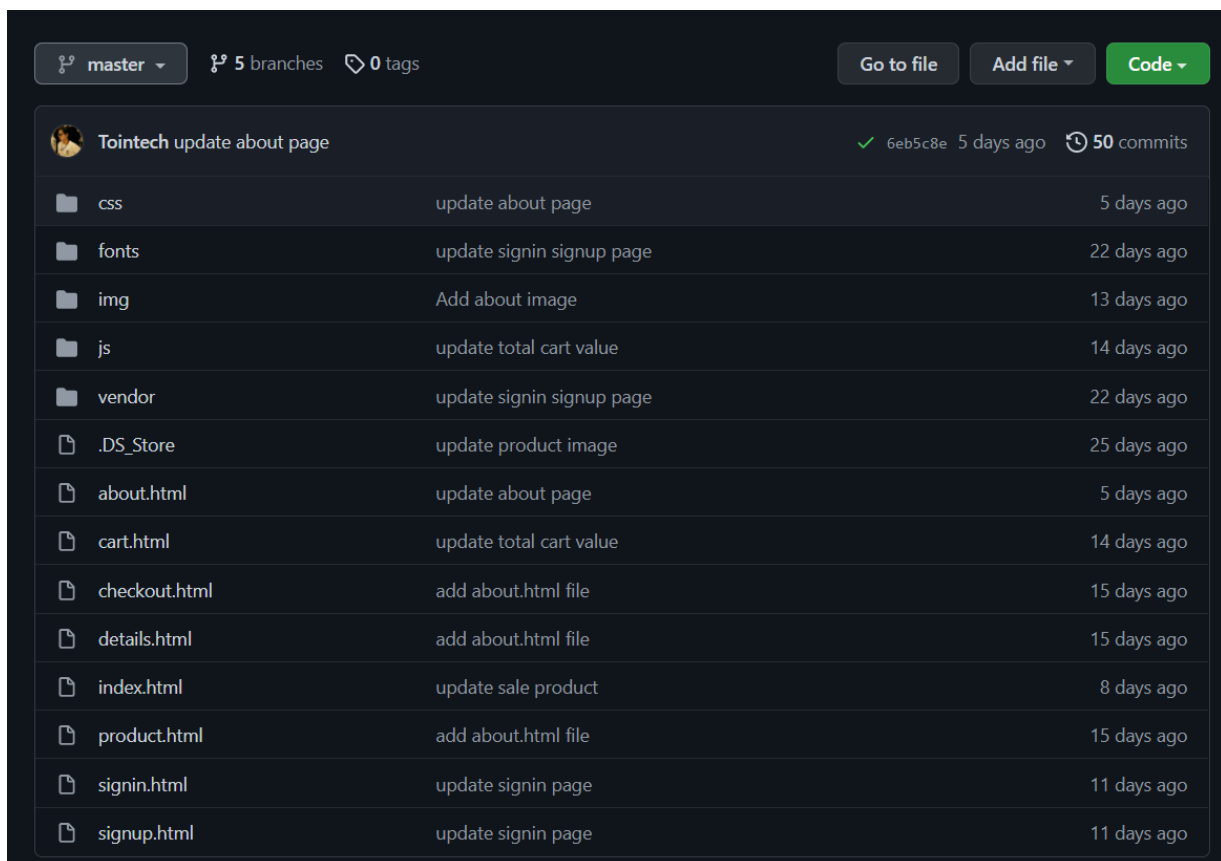 master 5 branches 0 tags Go to file Add file Code
Tointech update about page 6eb5c8e 5 days ago 50 commits
css update about page 5 days ago
fonts update signin signup page 22 days ago
img Add about image 13 days ago
js update total cart value 14 days ago
vendor update signin signup page 22 days ago
.DS_Store update product image 25 days ago
about.html update about page 5 days ago
cart.html update total cart value 14 days ago
checkout.html add about.html file 15 days ago
details.html add about.html file 15 days ago
index.html update sale product 8 days ago
product.html add about.html file 15 days ago
signin.html update signin page 11 days ago
signup.html update signin page 11 days ago